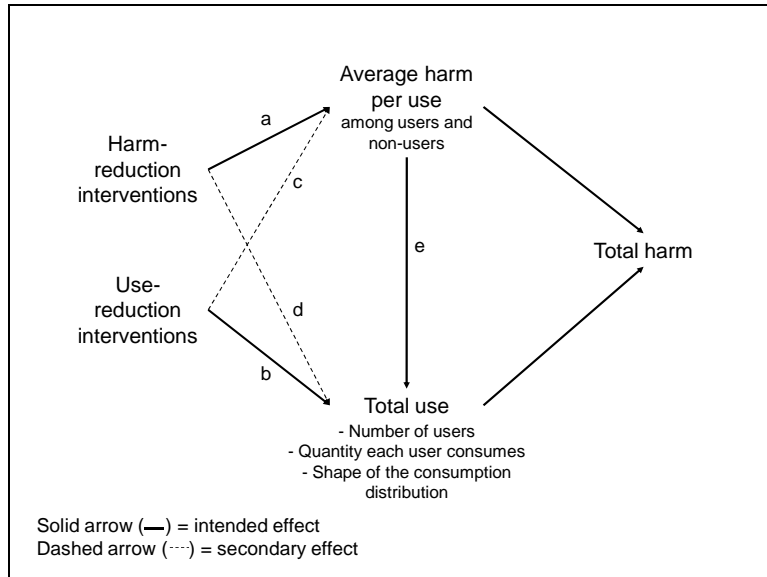 Average harm
per use
among users and
non-users
a
Harm-
reduction
interventions
c
e
Total harm
Use-
reduction
interventions
d
b
Total use
- Number of users
- Quantity each user consumes
- Shape of the consumption
distribution
Solid arrow (—) = intended effect
Dashed arrow (----) = secondary effect